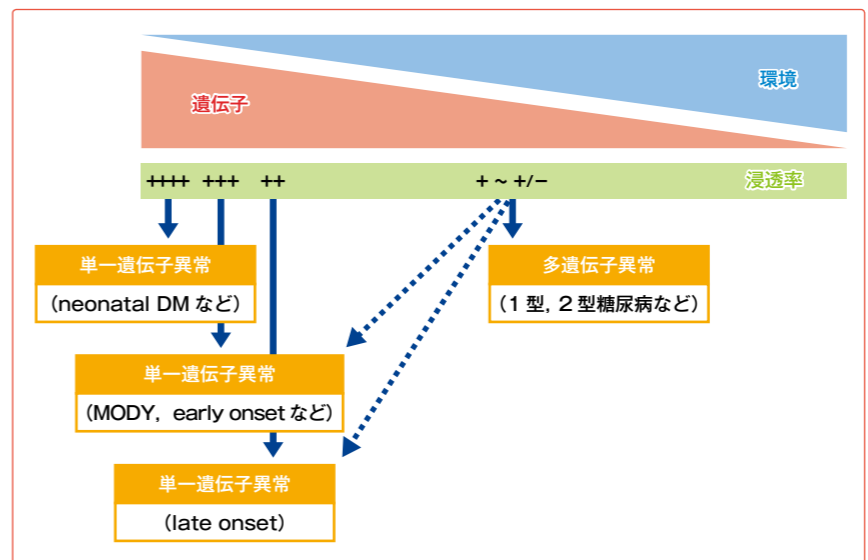 環境
遺伝子
++++ +++ ++ + ~ +/− 浸透率
単一遺伝子異常
(neonatal DM など)
多遺伝子異常
(1 型, 2 型糖尿病など)
単一遺伝子異常
(MODY, early onset など)
単一遺伝子異常
(late onset)